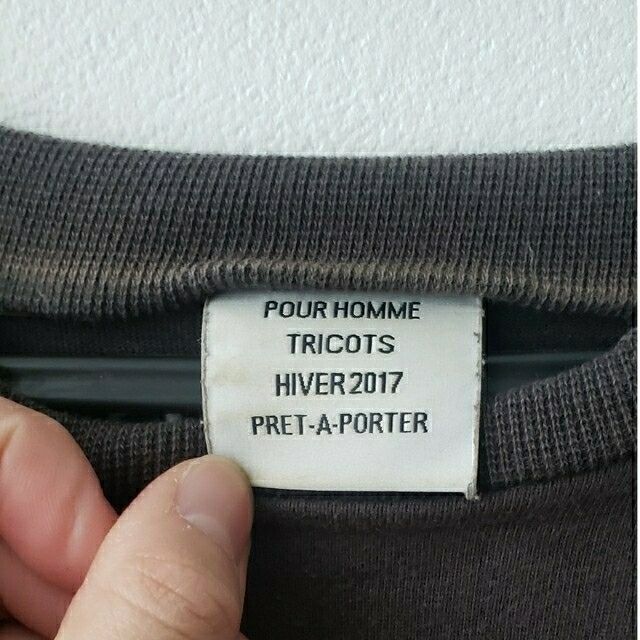 POUR HOMME
TRICOTS
HIVER 2017
PRET-A-PORTER